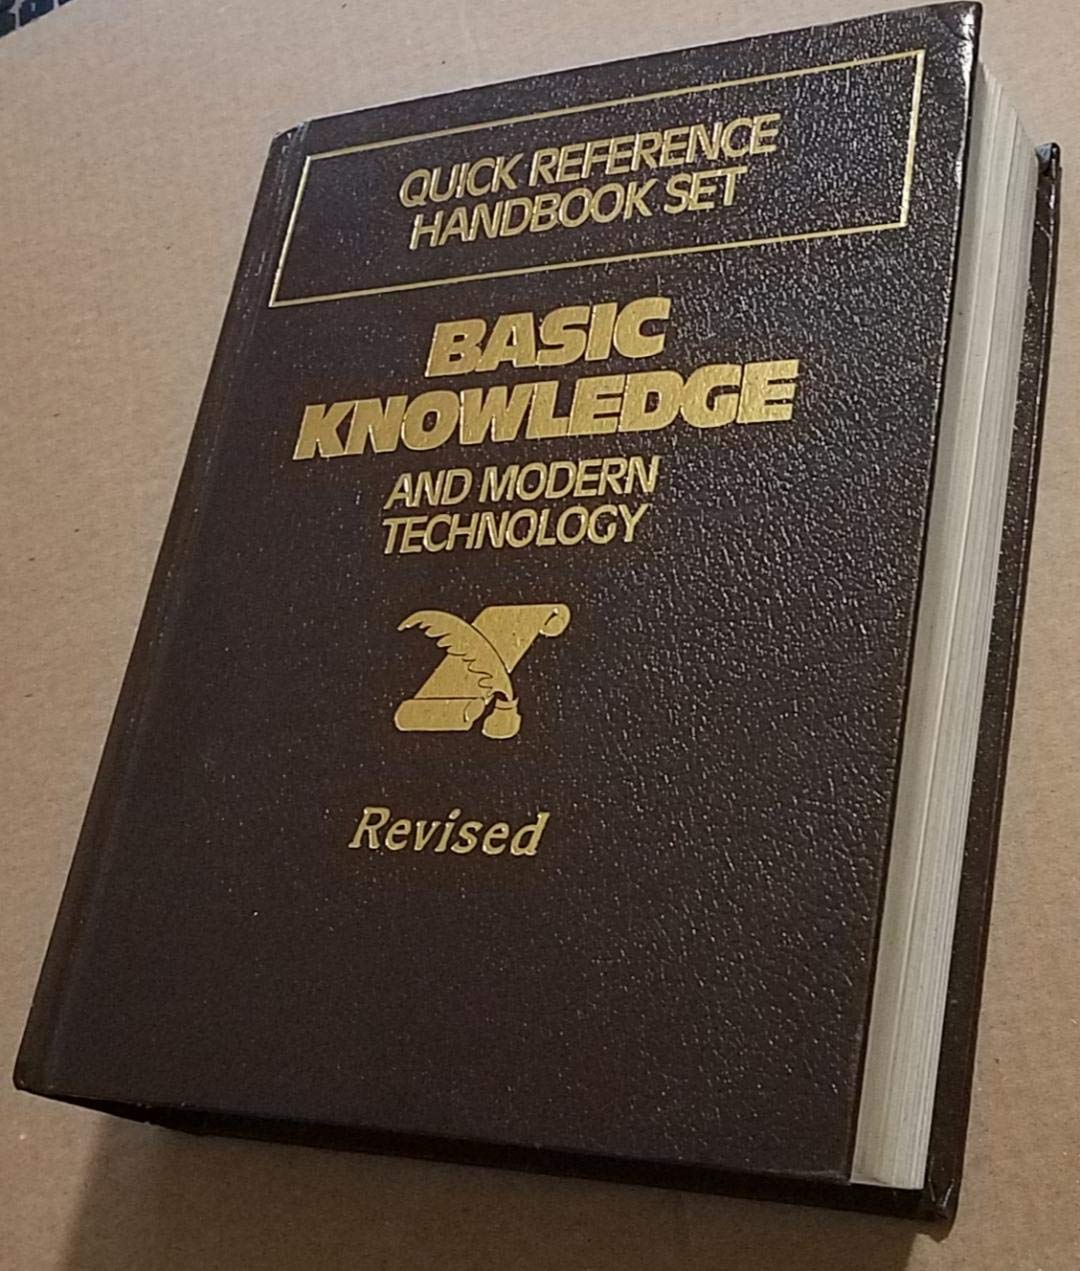 QUICK REFERENCE
HANDBOOK SET
BASIC
KNOWLEDGE
AND MODERN
TECHNOLOGY
Revised